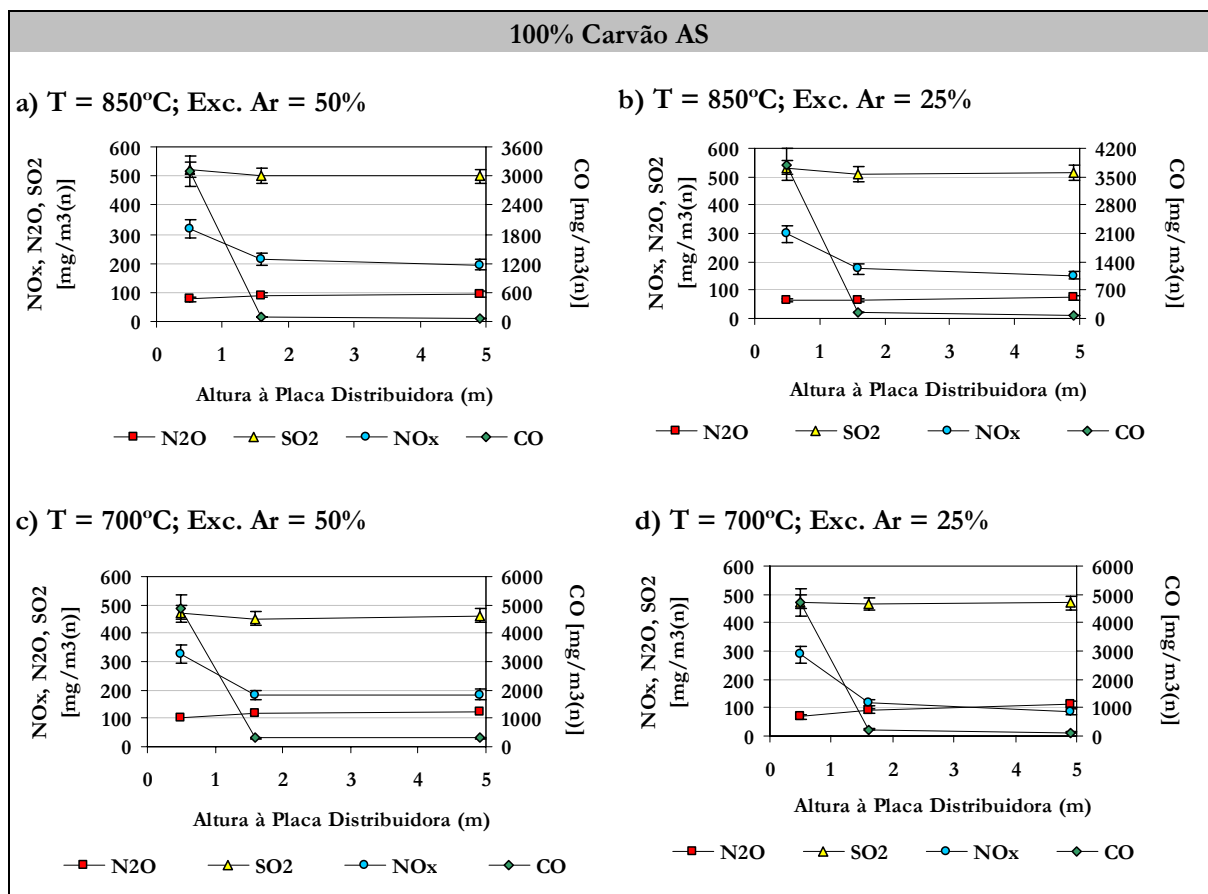 100% Carvão AS
a) T = 850ºC; Exc. Ar = 50%
NOx, N2O, SO2
[mg/m3(n)]
600
500
400
300
200
100
0
3600
3000
2400
1800
1200
600
0
CO [mg/m3(n)]
0 1 2 3 4 5
Altura à Placa Distribuidora (m)
N2O SO2 NOx CO
b) T = 850ºC; Exc. Ar = 25%
NOx, N2O, SO2
[mg/m3(n)]
600
500
400
300
200
100
0
4200
3500
2800
2100
1400
700
0
CO [mg/m3(n)]
0 1 2 3 4 5
Altura à Placa Distribuidora (m)
N2O SO2 NOx CO
c) T = 700ºC; Exc. Ar = 50%
NOx, N2O, SO2
[mg/m3(n)]
600
500
400
300
200
100
0
6000
5000
4000
3000
2000
1000
0
CO [mg/m3(n)]
0 1 2 3 4 5
Altura à Placa Distribuidora (m)
N2O SO2 NOx CO
d) T = 700ºC; Exc. Ar = 25%
NOx, N2O, SO2
[mg/m3(n)]
600
500
400
300
200
100
0
6000
5000
4000
3000
2000
1000
0
CO [mg/m3(n)]
0 1 2 3 4 5
Altura à Placa Distribuidora (m)
N2O SO2 NOx CO